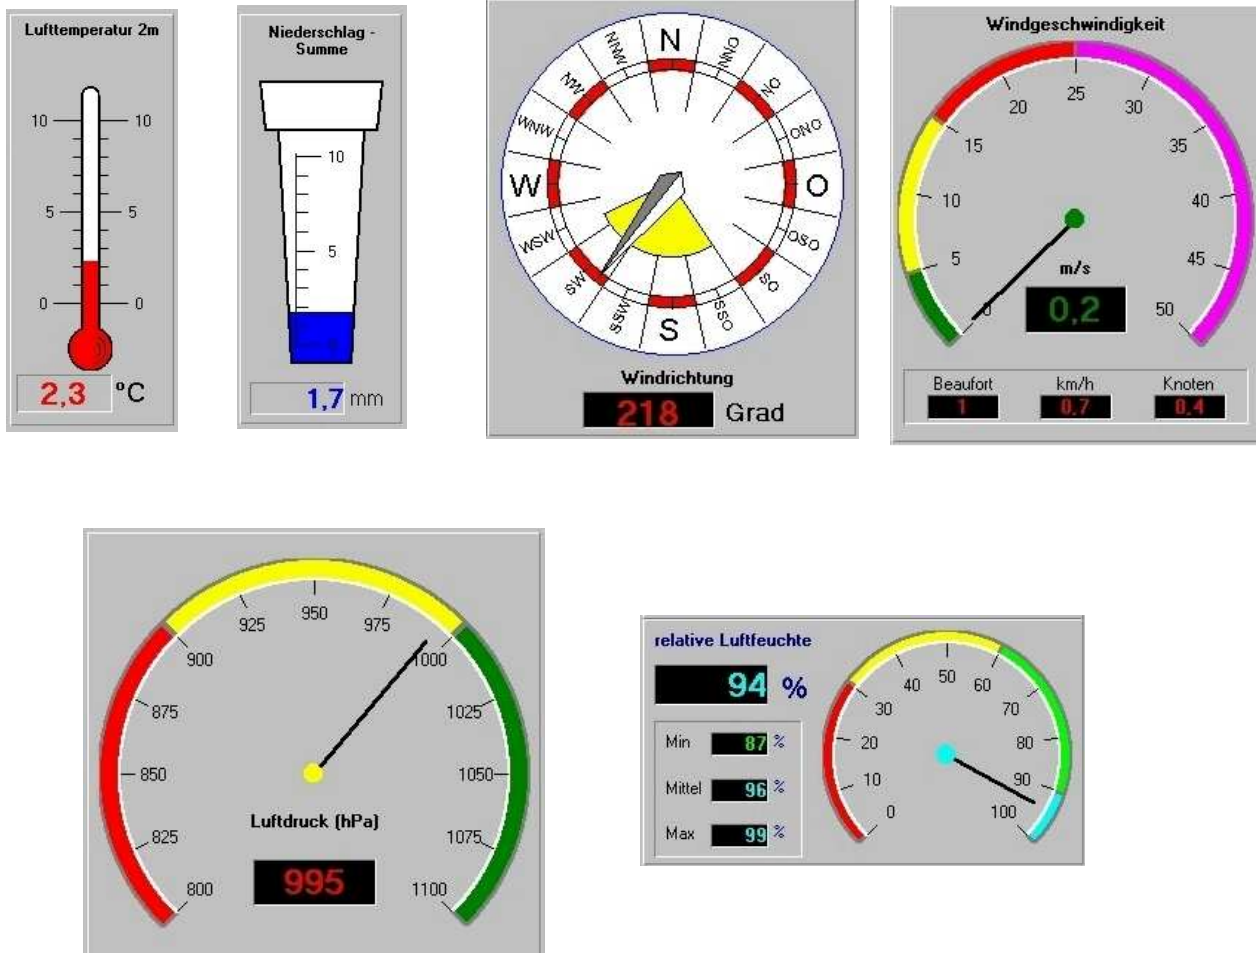 Lufttemperatur 2m
10 10
5 5
0 0
2,3 °C
Niederschlag -
Summe
10
5
0
1,7 mm
N
NNO
NO
ONO
O
OSO
SO
SSO
S
SSW
SW
WSW
W
WNW
NW
NNW
Windrichtung
218 Grad
Windgeschwindigkeit
0
5
10
15
20
25
30
35
40
45
50
m/s
0,2
Beaufort km/h Knoten
1 0,7 0,4
800
825
850
875
900
925
950
975
1000
1025
1050
1075
1100
Luftdruck (hPa)
995
relative Luftfeuchte
94 %
Min 87 %
Mittel 96 %
Max 99 %
0
10
20
30
40
50
60
70
80
90
100